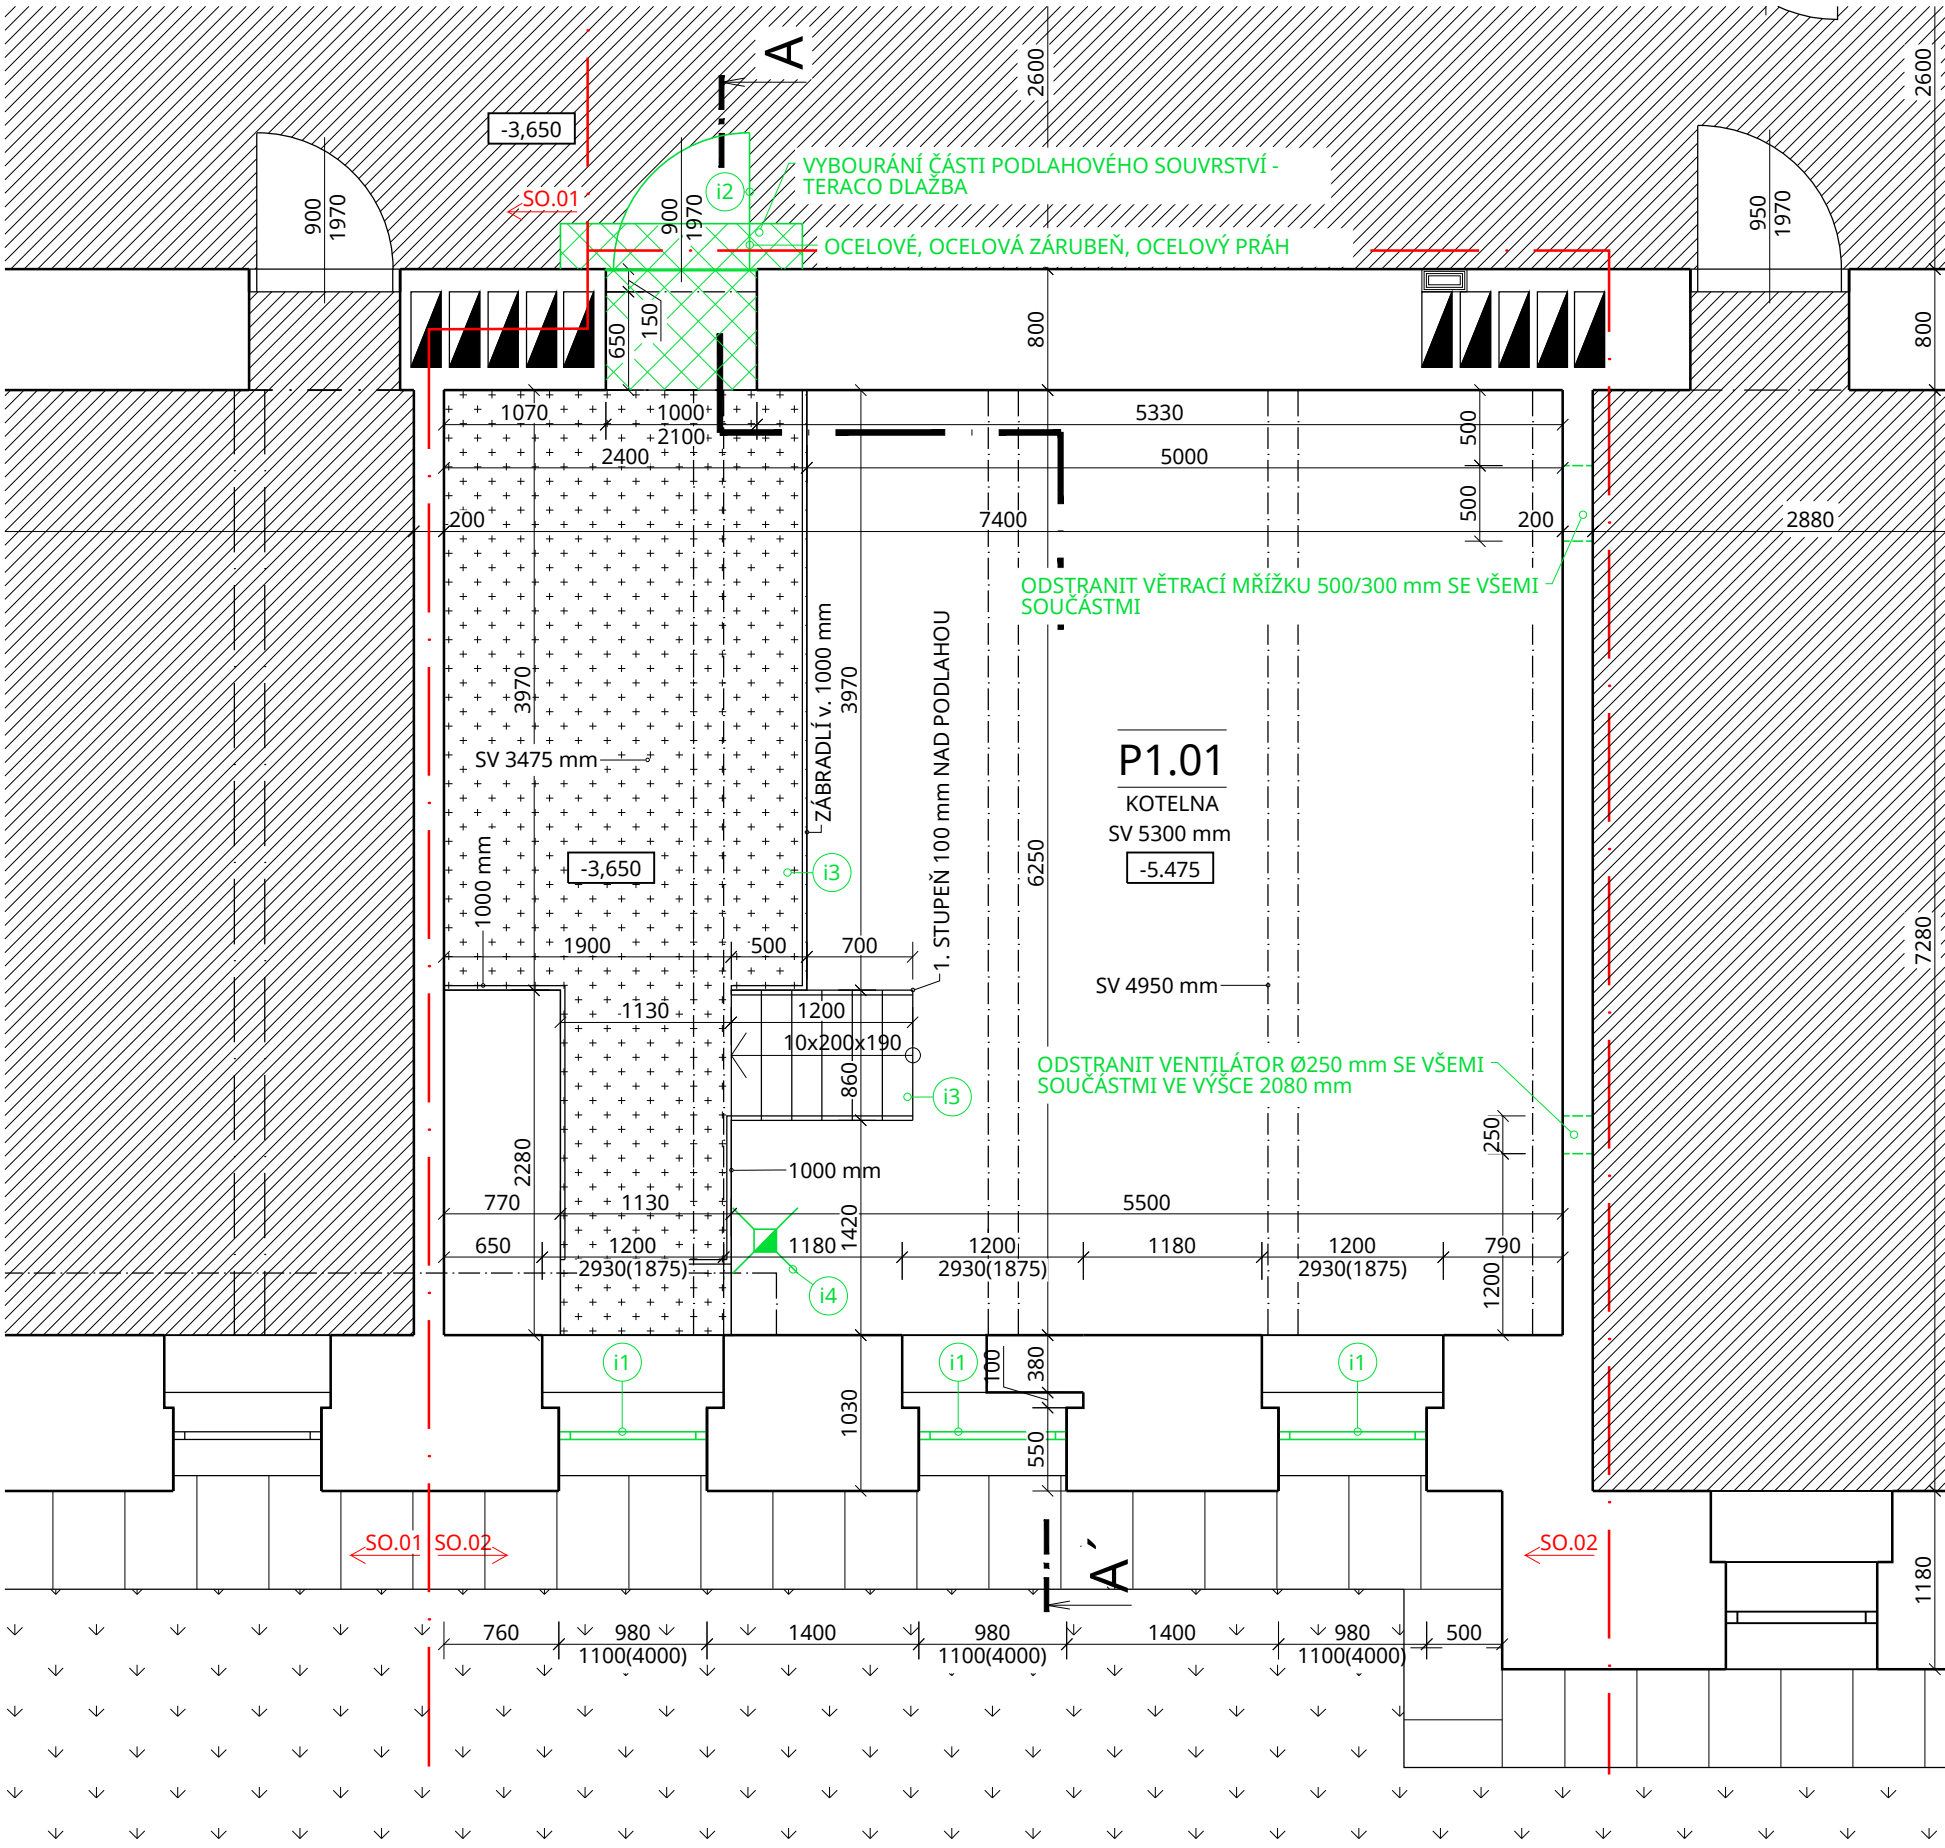 A
2600
2600
-3,650
VYBOURÁNÍ ČÁSTI PODLAHOVÉHO SOUVRSTVÍ -
TERACO DLAŽBA
i2
SO.01
900
1970
900
1970
950
1970
OCELOVÉ, OCELOVÁ ZÁRUBEŇ, OCELOVÝ PRÁH
650
150
800
800
1070
1000
2100
5330
500
2400
5000
500
200
7400
200
2880
ODSTRANIT VĚTRACÍ MŘÍŽKU 500/300 mm SE VŠEMI
SOUČÁSTMI
3970
ZÁBRADLÍ v. 1000 mm
3970
1. STUPEŇ 100 mm NAD PODLAHOU
SV 3475 mm
P1.01
KOTELNA
SV 5300 mm
-5.475
6250
1000 mm
-3,650
i3
7280
1900
500
700
SV 4950 mm
1130
1200
10x200x190
860
i3
ODSTRANIT VENTILÁTOR Ø250 mm SE VŠEMI
SOUČÁSTMI VE VÝŠCE 2080 mm
250
2280
1000 mm
770
1130
5500
1420
650
1200
2930(1875)
1180
1200
2930(1875)
1180
1200
2930(1875)
790
1200
i4
i1
i1
i1
100
380
1030
550
SO.01
SO.02
SO.02
A´
1180
760
980
1100(4000)
1400
980
1100(4000)
1400
980
1100(4000)
500